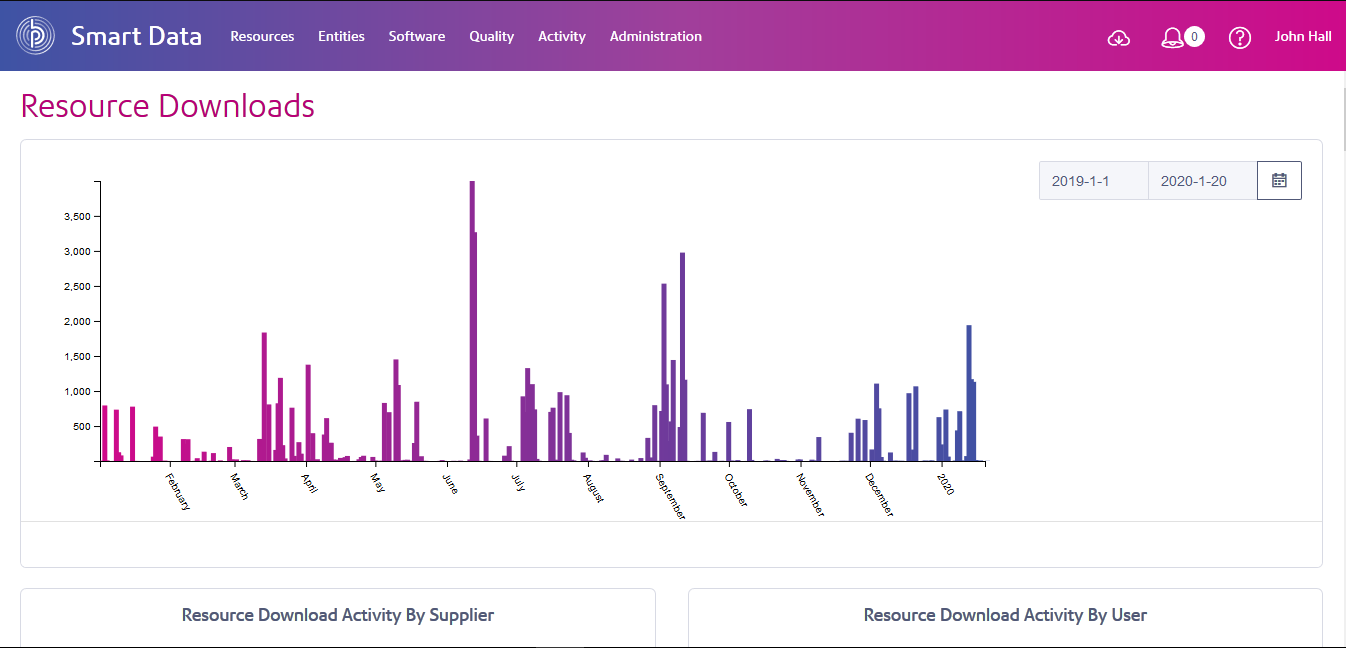 Smart Data Resources Entities Software Quality Activity Administration 0 John Hall
Resource Downloads
2019-1-1 2020-1-20
3,500
3,000
2,500
2,000
1,500
1,000
500
February March April May June July August September October November December 2020
Resource Download Activity By Supplier
Resource Download Activity By User